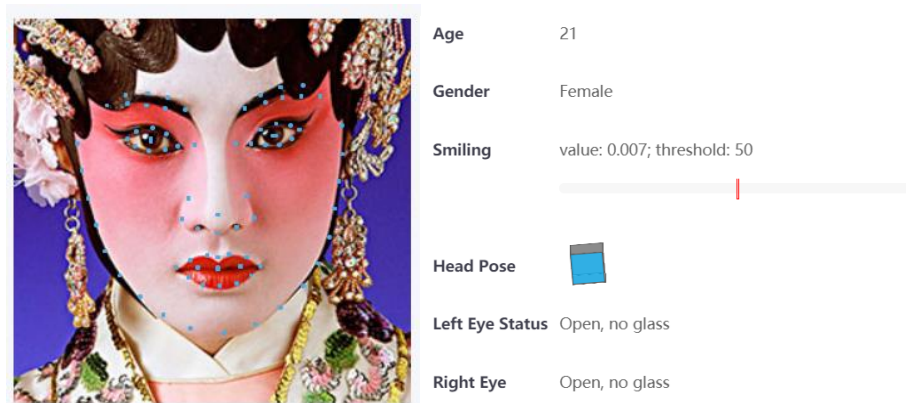 Age 21
Gender Female
Smiling value: 0.007; threshold: 50
Head Pose
Left Eye Status Open, no glass
Right Eye Open, no glass